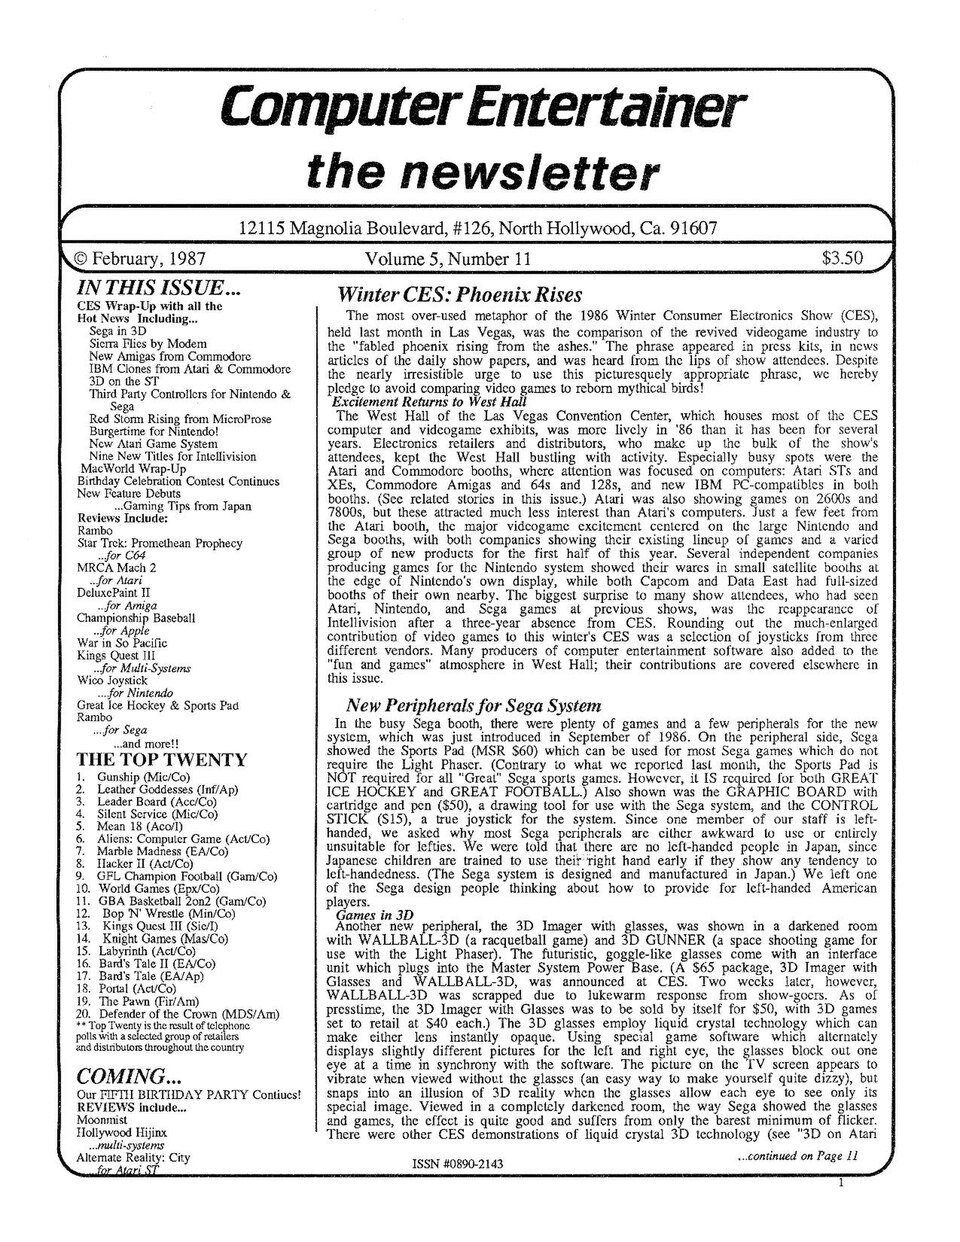 Computer Entertainer
the newsletter
12115 Magnolia Boulevard, #126, North Hollywood, Ca. 91607
© February, 1987 Volume 5, Number 11 $3.50
IN THIS ISSUE...
CES Wrap-Up with all the
Hot News Including...
Sega in 3D
Sierra Flies by Modem
New Amigas from Commodore
IBM Clones from Atari & Commodore
3D on the ST
Third Party Controllers for Nintendo &
Sega
Red Storm Rising from MicroProse
Burgertime for Nintendo!
New Atari Game System
Nine New Titles for Intellivision
MacWorld Wrap-Up
Birthday Celebration Contest Continues
New Feature Debuts
...Gaming Tips from Japan
Reviews Include:
Rambo
Star Trek: Promethean Prophecy
...for C64
MRCA Mach 2
...for Atari
DeluxePaint II
...for Amiga
Championship Baseball
...for Apple
War in So Pacific
Kings Quest III
...for Multi-Systems
Wico Joystick
....for Nintendo
Great Ice Hockey & Sports Pad
Rambo
...for Sega
...and more!!
THE TOP TWENTY
1. Gunship (Mic/Co)
2. Leather Goddesses (Inf/Ap)
3. Leader Board (Acc/Co)
4. Silent Service (Mic/Co)
5. Mean 18 (Aco/I)
6. Aliens: Computer Game (Act/Co)
7. Marble Madness (EA/Co)
8. Hacker II (Act/Co)
9. GFL Champion Football (Gam/Co)
10. World Games (Epx/Co)
11. GBA Basketball 2on2 (Gam/Co)
12. Bop 'N' Wrestle (Min/Co)
13. Kings Quest III (Sie/I)
14. Knight Games (Mas/Co)
15. Labyrinth (Act/Co)
16. Bard's Tale II (EA/Co)
17. Bard's Tale (EA/Ap)
18. Portal (Act/Co)
19. The Pawn (Fir/Am)
20. Defender of the Crown (MDS/Am)
** Top Twenty is the result of telephone
polls with a selected group of retailers
and distributors throughout the country
COMING...
Our FIFTH BIRTHDAY PARTY Contiues!
REVIEWS include...
Moonmist
Hollywood Hijinx
...multi-systems
Alternate Reality: City
...for Atari ST
Winter CES: Phoenix Rises
The most over-used metaphor of the 1986 Winter Consumer Electronics Show (CES),
held last month in Las Vegas, was the comparison of the revived videogame industry to
the "fabled phoenix rising from the ashes." The phrase appeared in press kits, in news
articles of the daily show papers, and was heard from the lips of show attendees. Despite
the nearly irresistible urge to use this picturesquely appropriate phrase, we hereby
pledge to avoid comparing video games to reborn mythical birds!
Excitement Returns to West Hall
The West Hall of the Las Vegas Convention Center, which houses most of the CES
computer and videogame exhibits, was more lively in '86 than it has been for several
years. Electronics retailers and distributors, who make up the bulk of the show's
attendees, kept the West Hall bustling with activity. Especially busy spots were the
Atari and Commodore booths, where attention was focused on computers: Atari STs and
XEs, Commodore Amigas and 64s and 128s, and new IBM PC-compatibles in both
booths. (See related stories in this issue.) Atari was also showing games on 2600s and
7800s, but these attracted much less interest than Atari's computers. Just a few feet from
the Atari booth, the major videogame excitement centered on the large Nintendo and
Sega booths, with both companies showing their existing lineup of games and a varied
group of new products for the first half of this year. Several independent companies
producing games for the Nintendo system showed their wares in small satellite booths at
the edge of Nintendo's own display, while both Capcom and Data East had full-sized
booths of their own nearby. The biggest surprise to many show attendees, who had seen
Atari, Nintendo, and Sega games at previous shows, was the reappearance of
Intellivision after a three-year absence from CES. Rounding out the much-enlarged
contribution of video games to this winter's CES was a selection of joysticks from three
different vendors. Many producers of computer entertainment software also added to the
"fun and games" atmosphere in West Hall; their contributions are covered elsewhere in
this issue.
New Peripherals for Sega System
In the busy Sega booth, there were plenty of games and a few peripherals for the new
system, which was just introduced in September of 1986. On the peripheral side, Sega
showed the Sports Pad (MSR $60) which can be used for most Sega games which do not
require the Light Phaser. (Contrary to what we reported last month, the Sports Pad is
NOT required for all "Great" Sega sports games. However, it IS required for both GREAT
ICE HOCKEY and GREAT FOOTBALL.) Also shown was the GRAPHIC BOARD with
cartridge and pen ($50), a drawing tool for use with the Sega system, and the CONTROL
STICK ($15), a true joystick for the system. Since one member of our staff is left-
handed, we asked why most Sega peripherals are either awkward to use or entirely
unsuitable for lefties. We were told that there are no left-handed people in Japan, since
Japanese children are trained to use their right hand early if they show any tendency to
left-handedness. (The Sega system is designed and manufactured in Japan.) We left one
of the Sega design people thinking about how to provide for left-handed American
players.
Games in 3D
Another new peripheral, the 3D Imager with glasses, was shown in a darkened room
with WALLBALL-3D (a racquetball game) and 3D GUNNER (a space shooting game for
use with the Light Phaser). The futuristic, goggle-like glasses come with an interface
unit which plugs into the Master System Power Base. (A $65 package, 3D Imager with
Glasses and WALLBALL-3D, was announced at CES. Two weeks later, however,
WALLBALL-3D was scrapped due to lukewarm response from show-goers. As of
presstime, the 3D Imager with Glasses was to be sold by itself for $50, with 3D games
set to retail at $40 each.) The 3D glasses employ liquid crystal technology which can
make either lens instantly opaque. Using special game software which alternately
displays slightly different pictures for the left and right eye, the glasses block out one
eye at a time in synchrony with the software. The picture on the TV screen appears to
vibrate when viewed without the glasses (an easy way to make yourself quite dizzy), but
snaps into an illusion of 3D reality when the glasses allow each eye to see only its
special image. Viewed in a completely darkened room, the way Sega showed the glasses
and games, the effect is quite good and suffers from only the barest minimum of flicker.
There were other CES demonstrations of liquid crystal 3D technology (see "3D on Atari
...continued on Page 11
ISSN #0890-2143
1